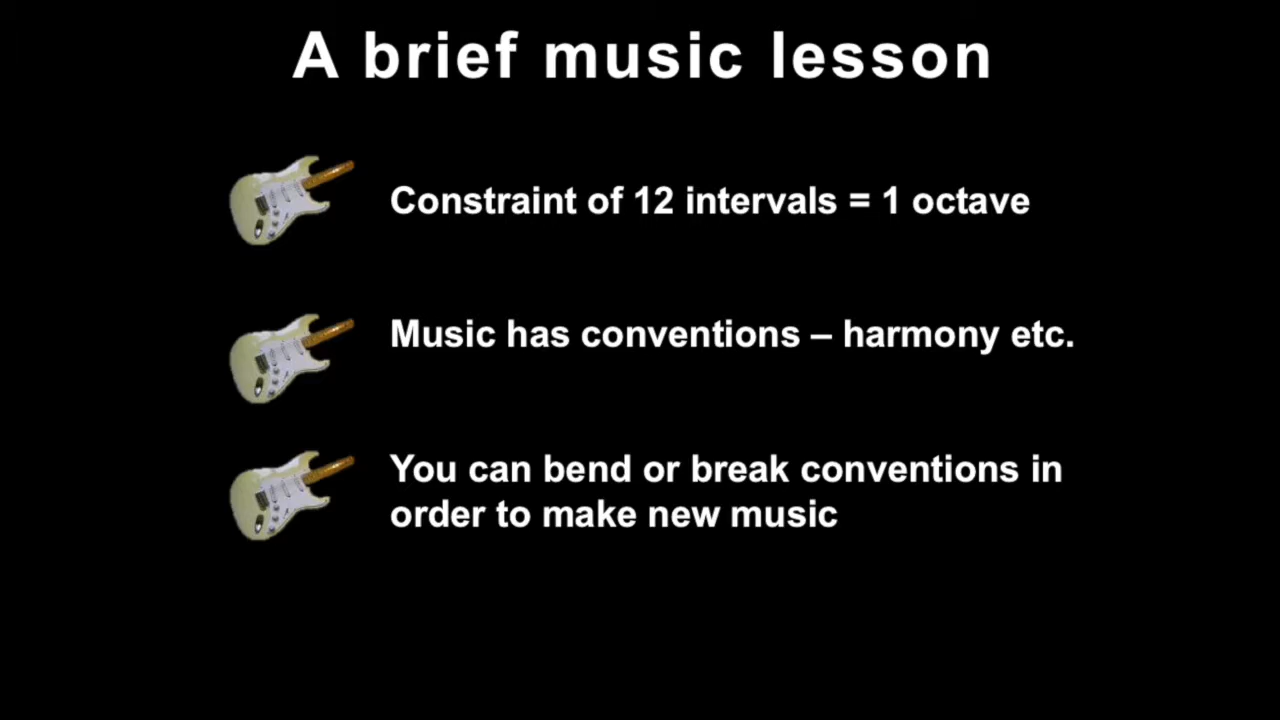 A brief music lesson
Constraint of 12 intervals = 1 octave
Music has conventions – harmony etc.
You can bend or break conventions in
order to make new music